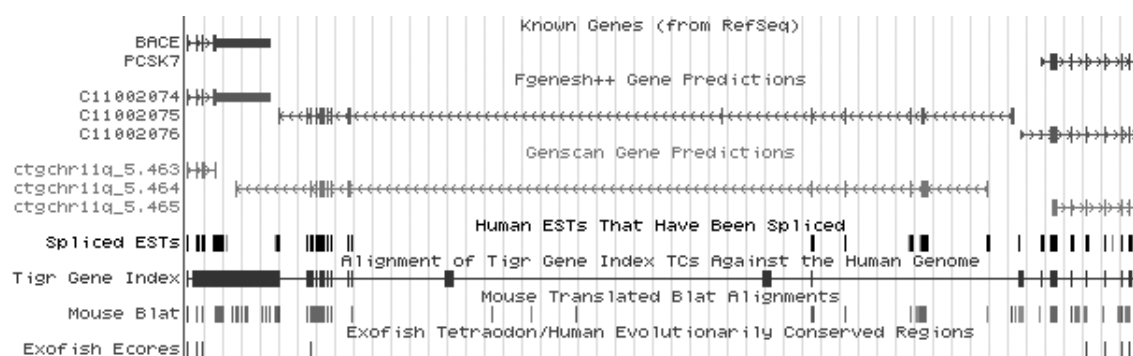 Known Genes (from RefSeq)
BACE
PCSK7
Fgenesh++ Gene Predictions
C11002074
C11002075
C11002076
Genscan Gene Predictions
ctgchr11q_5.463
ctgchr11q_5.464
ctgchr11q_5.465
Human ESTs That Have Been Spliced
Spliced ESTs
Alignment of Tigr Gene Index TCs Against the Human Genome
Tigr Gene Index
Mouse Translated Blat Alignments
Mouse Blat
Exofish Tetraodon/Human Evolutionarily Conserved Regions
Exofish Ecores